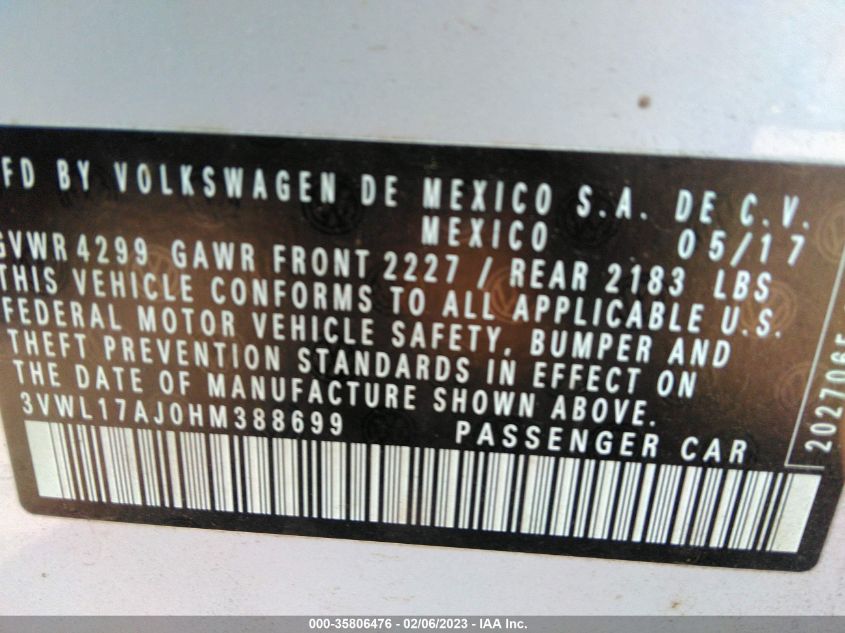 FD BY VOLKSWAGEN DE MEXICO S.A. DE C.V.
MEXICO 05/17
GVWR 4299 GAWR FRONT 2227 / REAR 2183 LBS
THIS VEHICLE CONFORMS TO ALL APPLICABLE U.S.
FEDERAL MOTOR VEHICLE SAFETY, BUMPER AND
THEFT PREVENTION STANDARDS IN EFFECT ON
THE DATE OF MANUFACTURE SHOWN ABOVE.
3VWL17AJ0HM388699 PASSENGER CAR
202706E
000-35806476 - 02/06/2023 - IAA Inc.